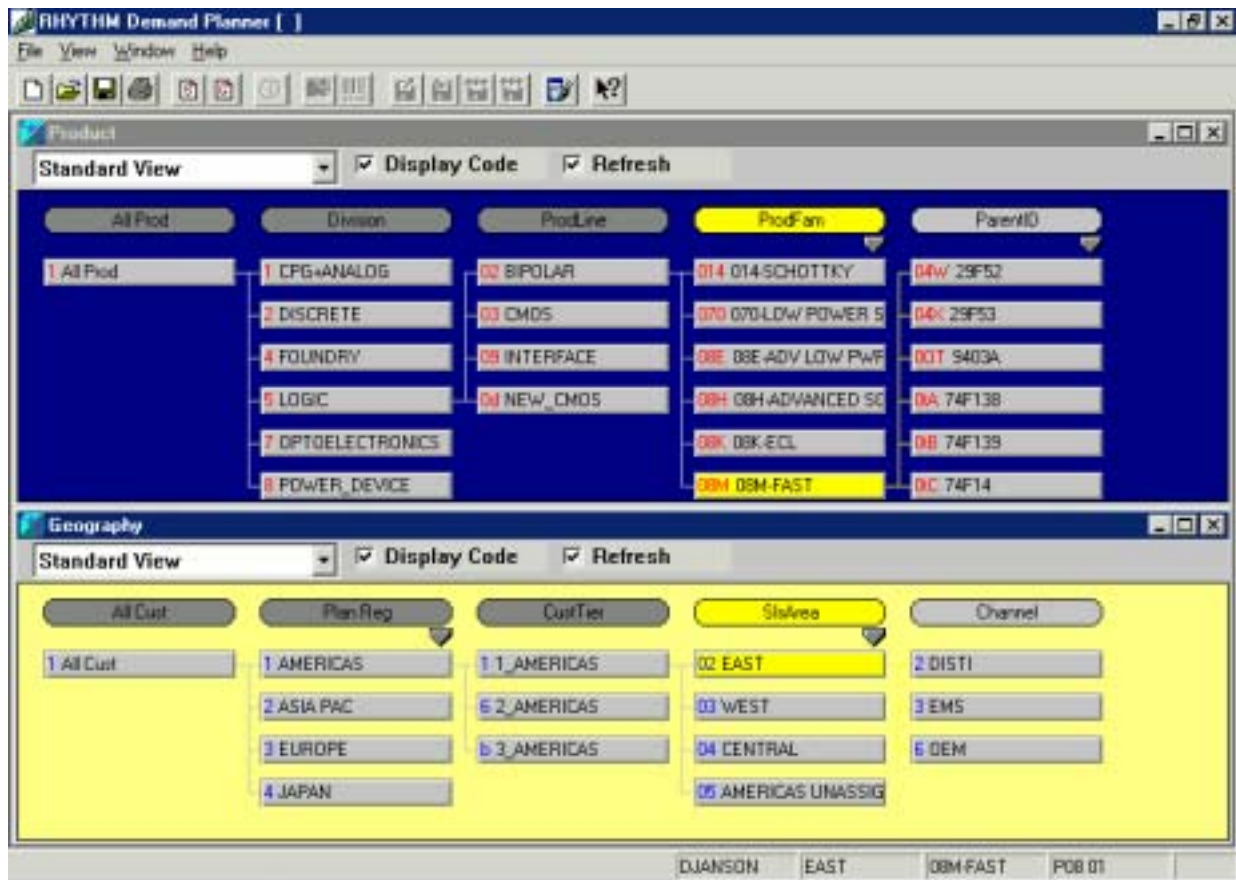 RHYTHM Demand Planner [ ]
File View Window Help
Product
Standard View Display Code Refresh
All Prod Division ProdLine ProdFam ParentID
1 All Prod 1 CPG+ANALOG 02 BIPOLAR 014 014-SCHOTTKY 04W 29F52
2 DISCRETE 03 CMOS 070 070-LOW POWER S 04X 29F53
4 FOUNDRY 09 INTERFACE 08E 08E-ADV LOW PWR 9403A
5 LOGIC 0d NEW_CMOS 08H 08H-ADVANCED SC 0IA 74F138
7 OPTOELECTRONICS 08K 08K-ECL 0IB 74F139
8 POWER_DEVICE 08M 08M-FAST 0IC 74F14
Geography
Standard View Display Code Refresh
All Cust Plan Reg CustTier SlsArea Channel
1 All Cust 1 AMERICAS 1 1_AMERICAS 02 EAST 2 DISTI
2 ASIA PAC 6 2_AMERICAS 03 WEST 3 EMS
3 EUROPE b 3_AMERICAS 04 CENTRAL 6 OEM
4 JAPAN 05 AMERICAS UNASSIG
DJANSON EAST 08M-FAST P08 01